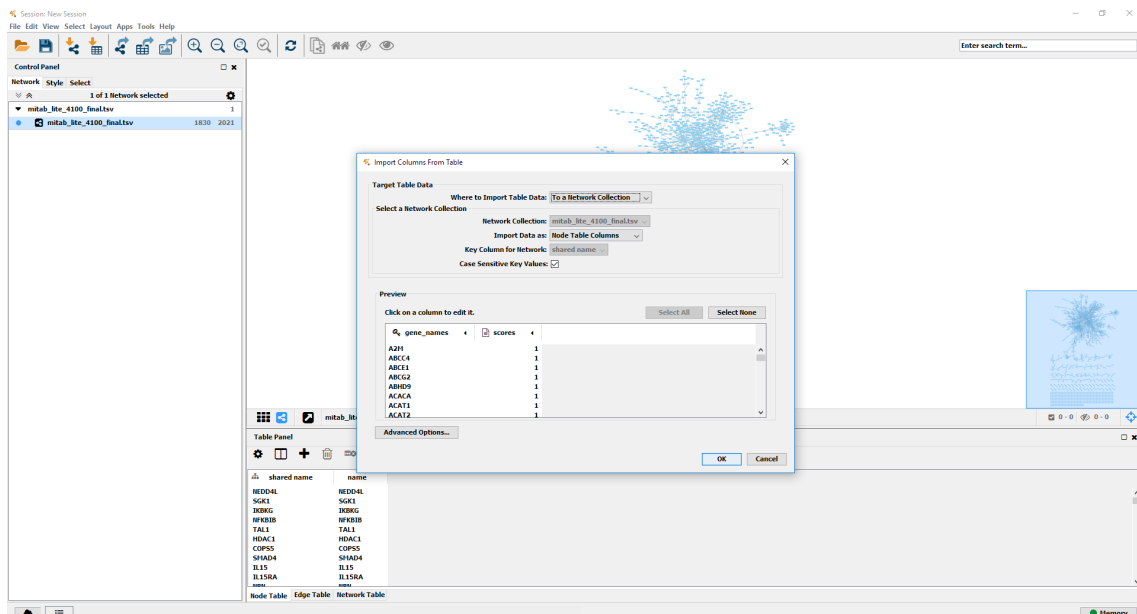 Session: New Session
File Edit View Select Layout Apps Tools Help
Enter search term...
Control Panel
Network Style Select
1 of 1 Network selected
mitab_lite_4100_final.tsv 1
mitab_lite_4100_final.tsv 1830 2021
Import Columns From Table
Target Table Data
Where to Import Table Data: To a Network Collection
Select a Network Collection
Network Collection: mitab_lite_4100_final.tsv
Import Data as: Node Table Columns
Key Column for Network: shared name
Case Sensitive Key Values:
Preview
Click on a column to edit it. Select All Select None
gene_names scores
A2M 1
ABCC4 1
ABCE1 1
ABCG2 1
ABHD9 1
ACACA 1
ACAT1 1
ACAT2 1
Advanced Options...
OK Cancel
mitab_lit
0 - 0 0 - 0
Table Panel
shared name name
NEDD4L NEDD4L
SGK1 SGK1
IKBKG IKBKG
NFKBIB NFKBIB
TAL1 TAL1
HDAC1 HDAC1
COPS5 COPS5
SMAD4 SMAD4
IL15 IL15
IL15RA IL15RA
Node Table Edge Table Network Table
Memory